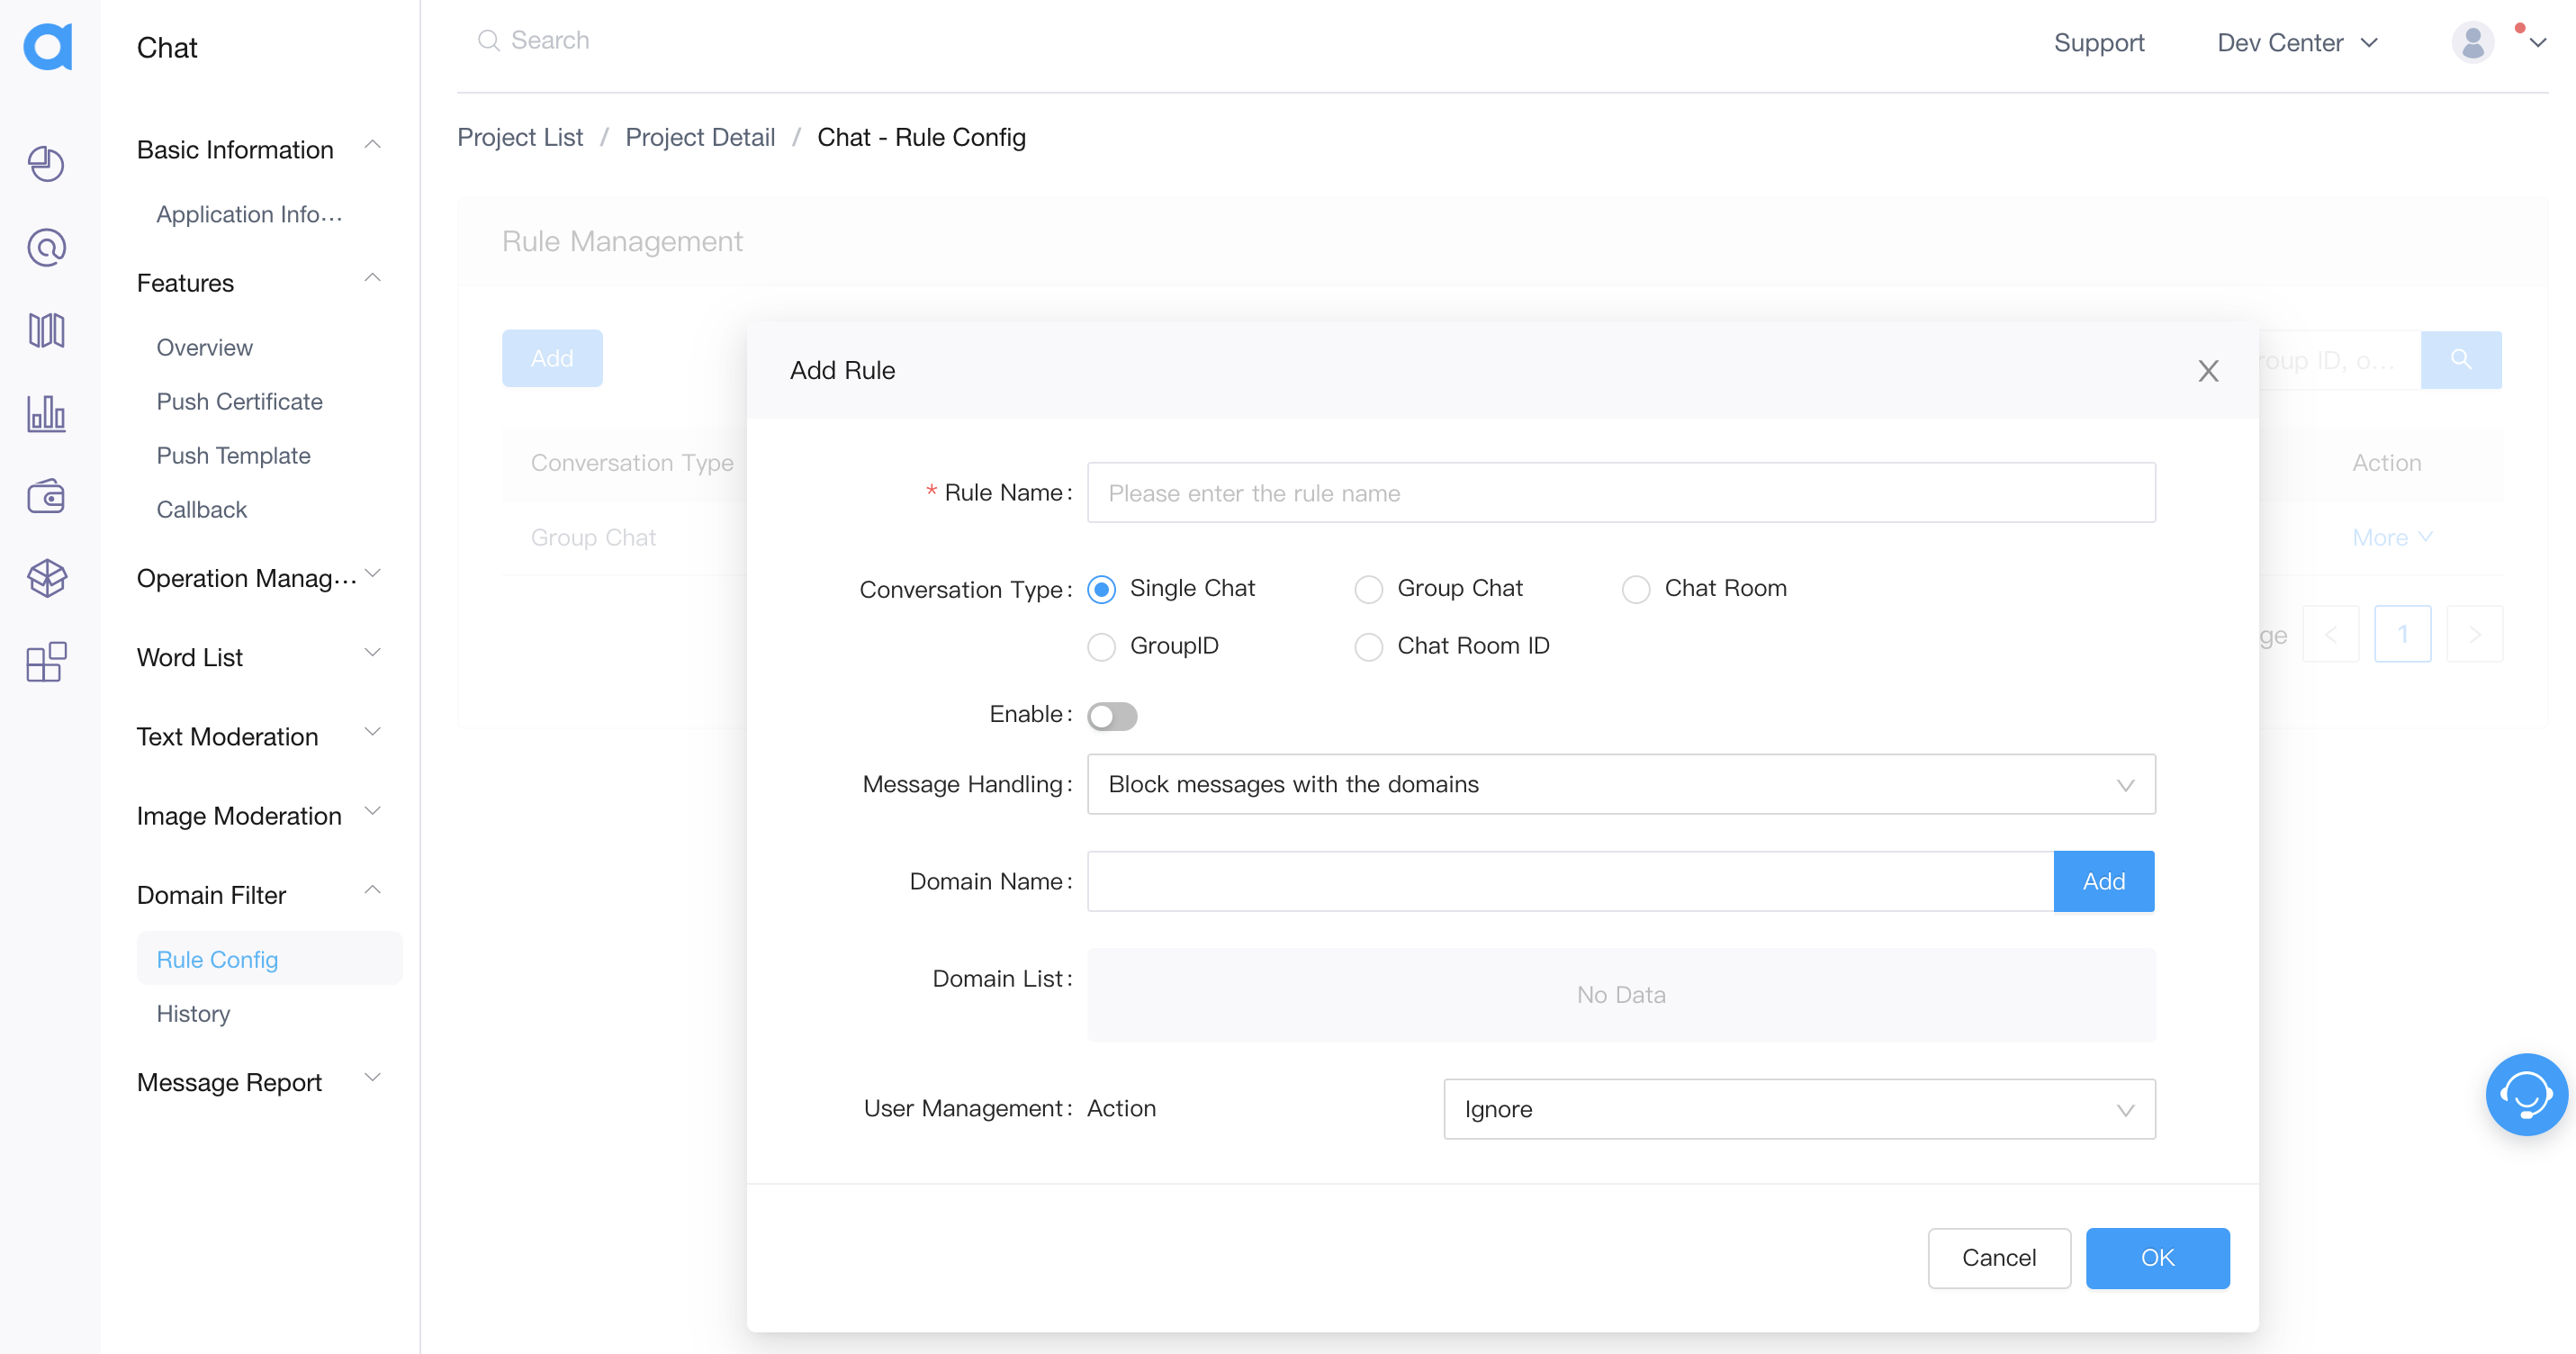 Chat
Search
Support
Dev Center
Project List / Project Detail / Chat - Rule Config
Basic Information
Application Info...
Features
Overview
Push Certificate
Push Template
Callback
Operation Manag...
Word List
Text Moderation
Image Moderation
Domain Filter
Rule Config
History
Message Report
Rule Management
Add
oup ID, o...
Conversation Type
Action
Group Chat
More
ge
1
Add Rule
* Rule Name: Please enter the rule name
Conversation Type: Single Chat Group Chat Chat Room
GroupID Chat Room ID
Enable:
Message Handling: Block messages with the domains
Domain Name: Add
Domain List: No Data
User Management: Action Ignore
Cancel OK